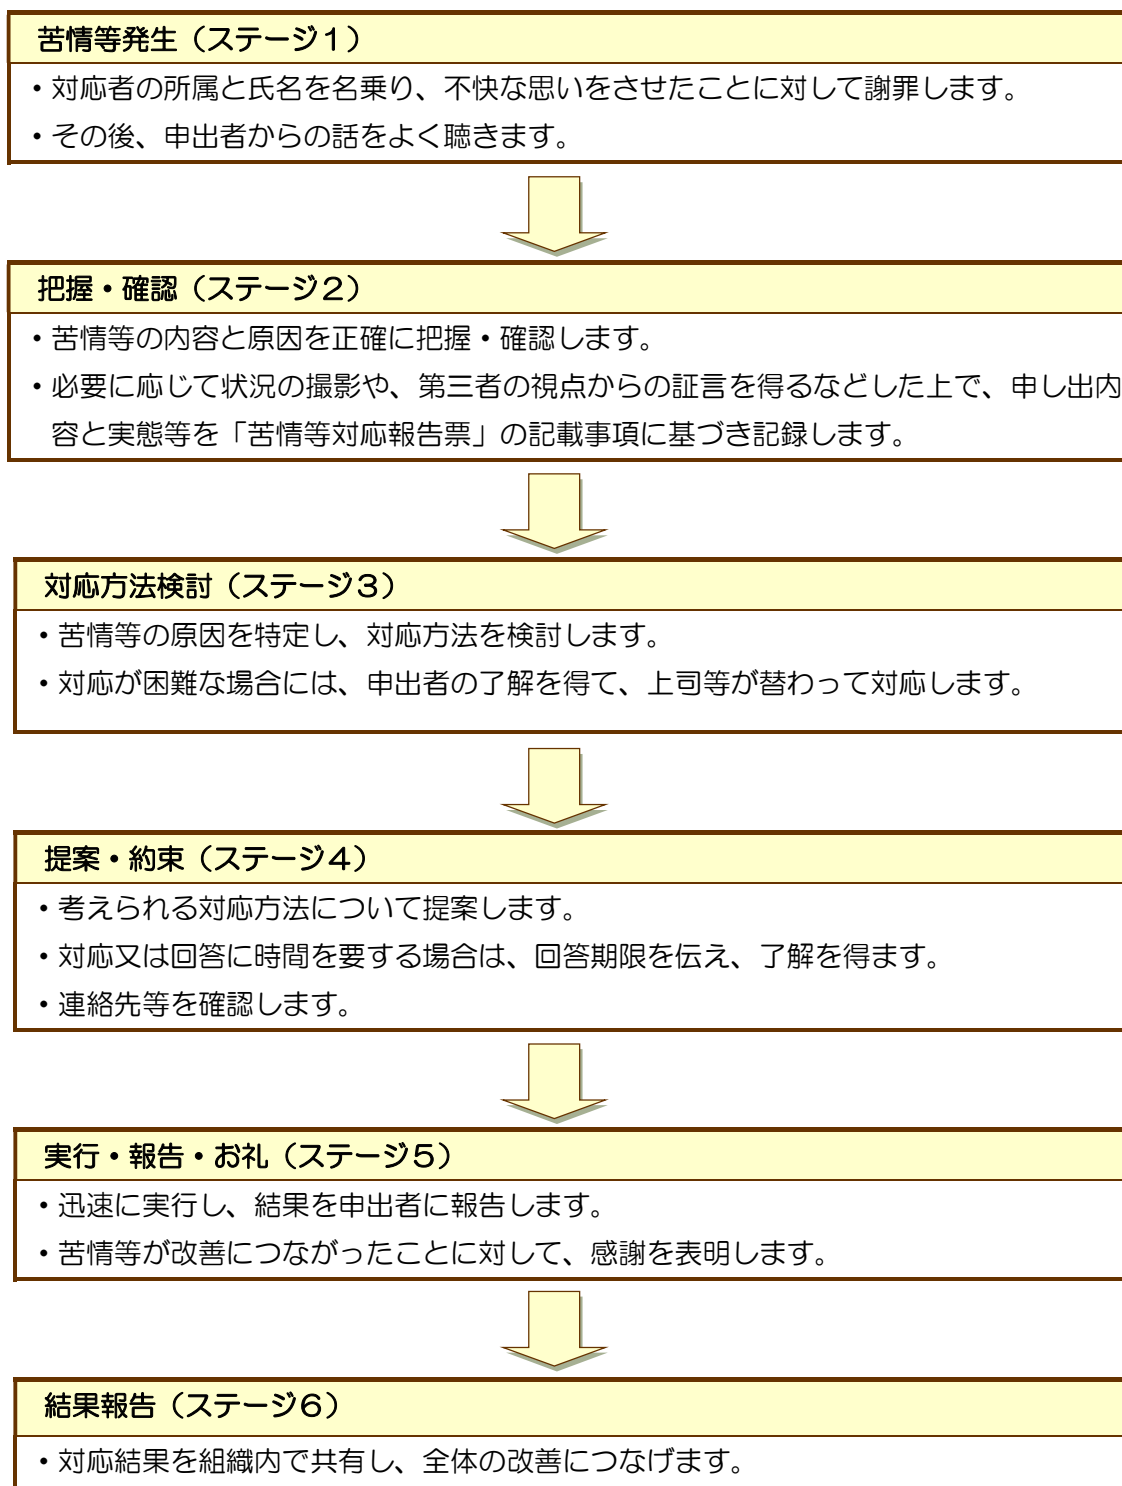 苦情等発生（ステージ１）
・対応者の所属と氏名を名乗り、不快な思いをさせたことに対して謝罪します。
・その後、申出者からの話をよく聴きます。
把握・確認（ステージ２）
・苦情等の内容と原因を正確に把握・確認します。
・必要に応じて状況の撮影や、第三者の視点からの証言を得るなどした上で、申し出内
容と実態等を「苦情等対応報告票」の記載事項に基づき記録します。
対応方法検討（ステージ３）
・苦情等の原因を特定し、対応方法を検討します。
・対応が困難な場合には、申出者の了解を得て、上司等が替わって対応します。
提案・約束（ステージ４）
・考えられる対応方法について提案します。
・対応又は回答に時間を要する場合は、回答期限を伝え、了解を得ます。
・連絡先等を確認します。
実行・報告・お礼（ステージ５）
・迅速に実行し、結果を申出者に報告します。
・苦情等が改善につながったことに対して、感謝を表明します。
結果報告（ステージ６）
・対応結果を組織内で共有し、全体の改善につなげます。